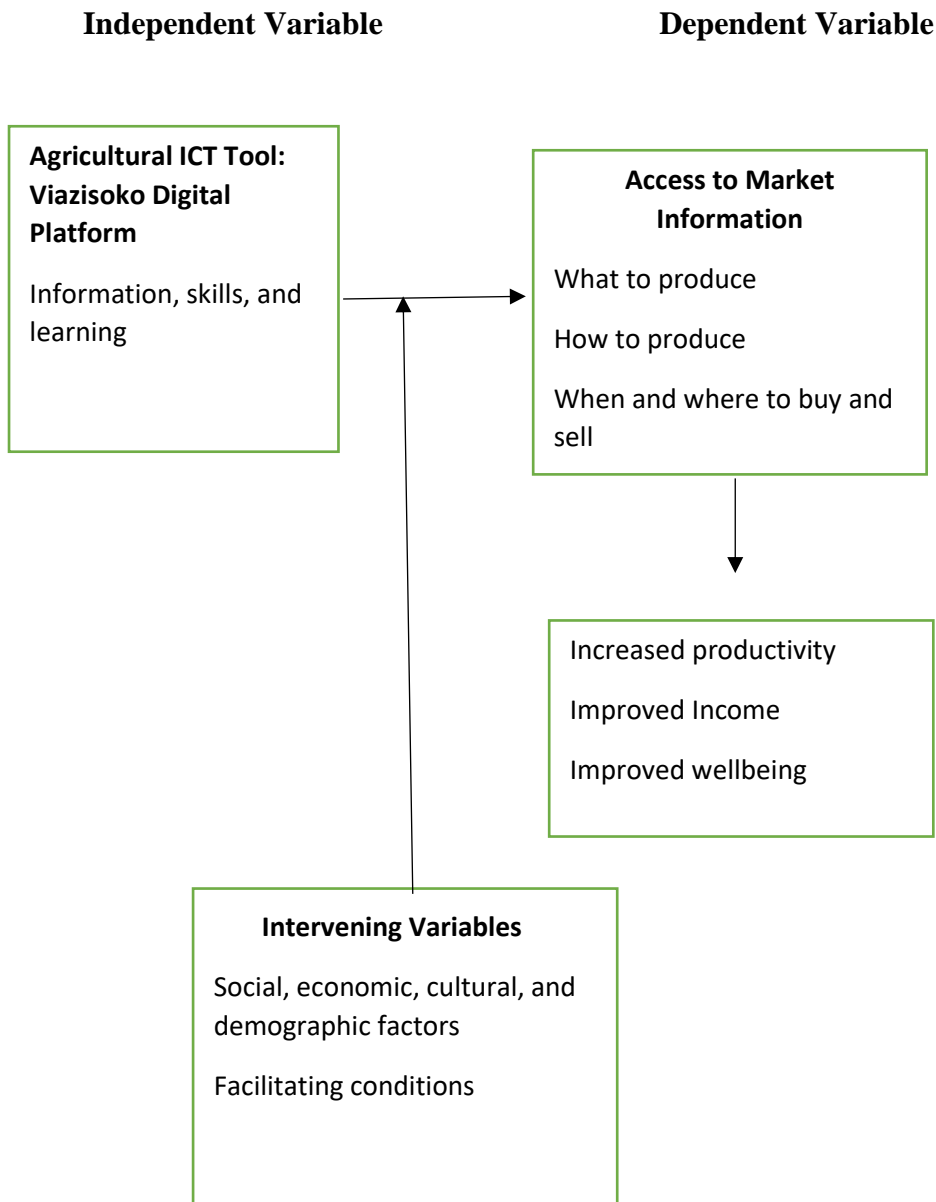 Independent Variable
Dependent Variable
Agricultural ICT Tool:
Viazisoko Digital
Platform
Information, skills, and
learning
Access to Market
Information
What to produce
How to produce
When and where to buy and
sell
Increased productivity
Improved Income
Improved wellbeing
Intervening Variables
Social, economic, cultural, and
demographic factors
Facilitating conditions